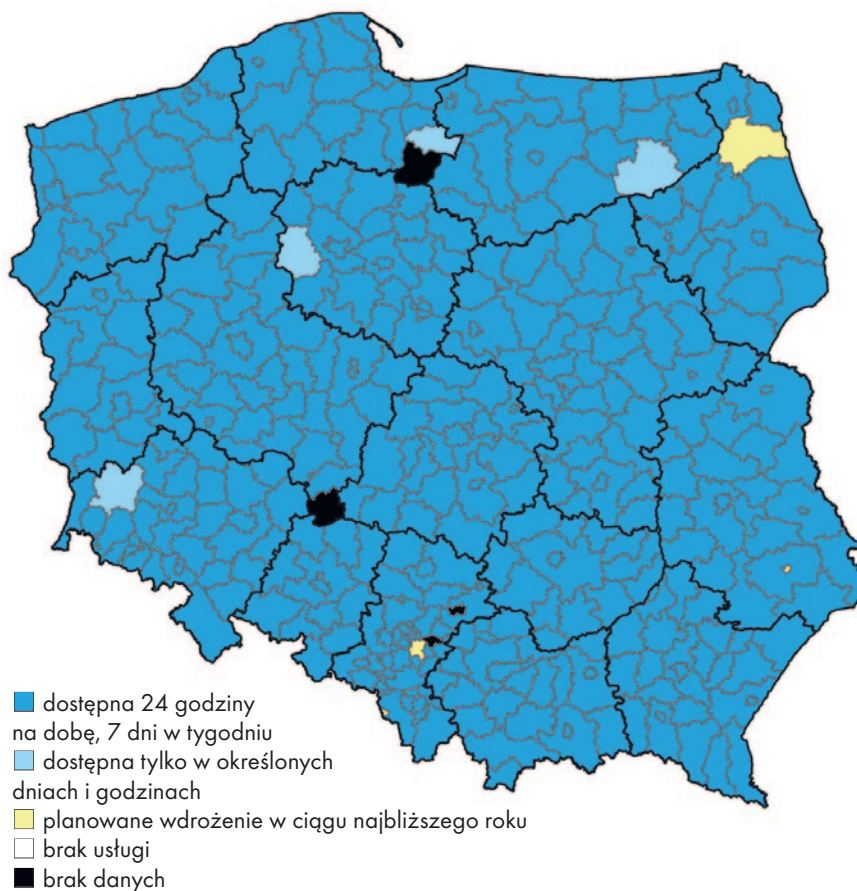 dostępna 24 godziny
na dobę, 7 dni w tygodniu
dostępna tylko w określonych
dniach i godzinach
planowane wdrożenie w ciągu najbliższego roku
brak usługi
brak danych